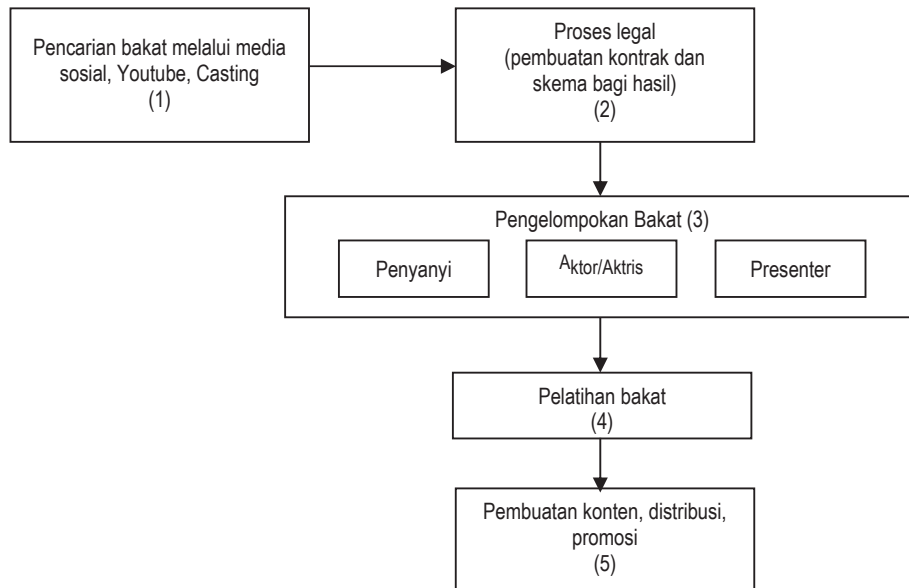 Pencarian bakat melalui media
sosial, Youtube, Casting
(1)
Proses legal
(pembuatan kontrak dan
skema bagi hasil)
(2)
Pengelompokan Bakat (3)
Penyanyi
Aktor/Aktris
Presenter
Pelatihan bakat
(4)
Pembuatan konten, distribusi,
promosi
(5)